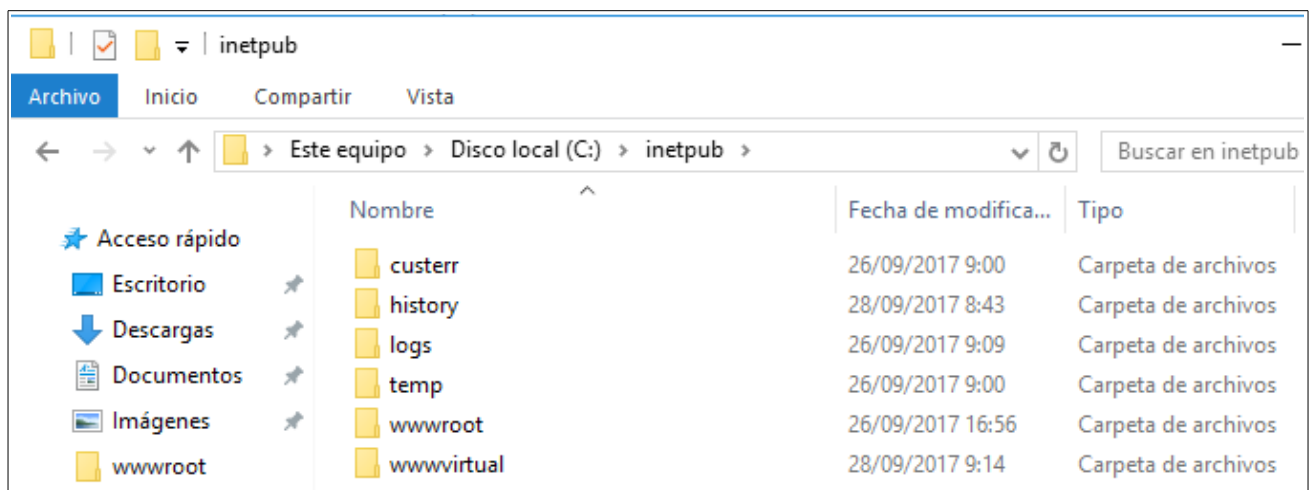 inetpub
Archivo Inicio Compartir Vista
Este equipo > Disco local (C:) > inetpub > Buscar en inetpub
Nombre Fecha de modifica... Tipo
Acceso rápido
custerr 26/09/2017 9:00 Carpeta de archivos
Escritorio
history 28/09/2017 8:43 Carpeta de archivos
Descargas
logs 26/09/2017 9:09 Carpeta de archivos
Documentos
temp 26/09/2017 9:00 Carpeta de archivos
Imágenes
wwwroot 26/09/2017 16:56 Carpeta de archivos
wwwroot
wwwvirtual 28/09/2017 9:14 Carpeta de archivos